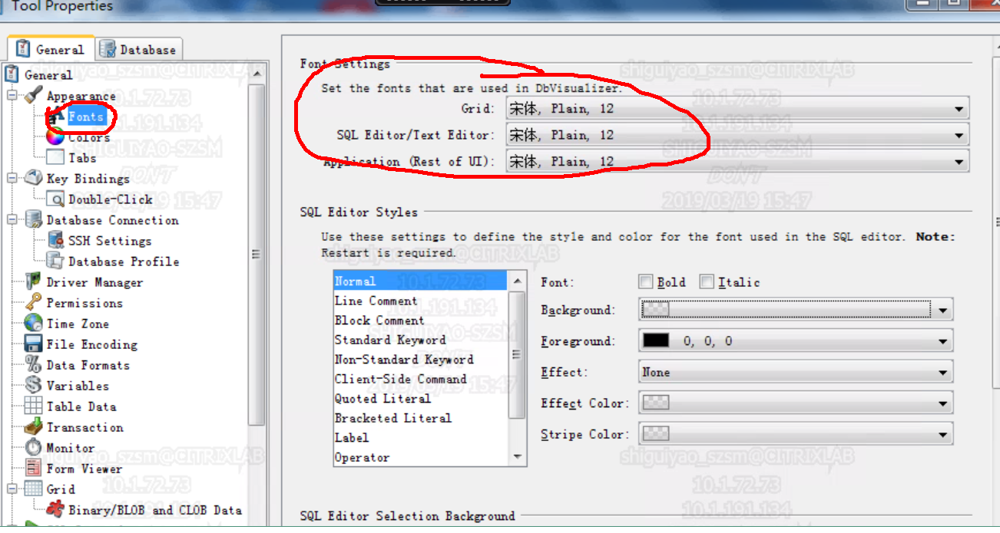 Tool Properties
General
Database
General
Appearance
Fonts
Colors
Tabs
Key Bindings
Double-Click
Database Connection
SSH Settings
Database Profile
Driver Manager
Permissions
Time Zone
File Encoding
Data Formats
Variables
Table Data
Transaction
Monitor
Form Viewer
Grid
Binary/BLOB and CLOB Data
Font Settings
Set the fonts that are used in DbVisualizer.
Grid: 宋体, Plain, 12
SQL Editor/Text Editor: 宋体, Plain, 12
Application (Rest of UI): 宋体, Plain, 12
SQL Editor Styles
Use these settings to define the style and color for the font used in the SQL editor. Note:
Restart is required.
Normal
Line Comment
Block Comment
Standard Keyword
Non-Standard Keyword
Client-Side Command
Quoted Literal
Bracketed Literal
Label
Operator
Font: Bold Italic
Background:
Foreground: 0, 0, 0
Effect: None
Effect Color:
Stripe Color:
SQL Editor Selection Background
shiguiyao_szsm@CITRIXLAB
10.1.72.73
10.1.191.134
SHIGUIYAO-SZSM
DON'T
2019/03/19 15:47